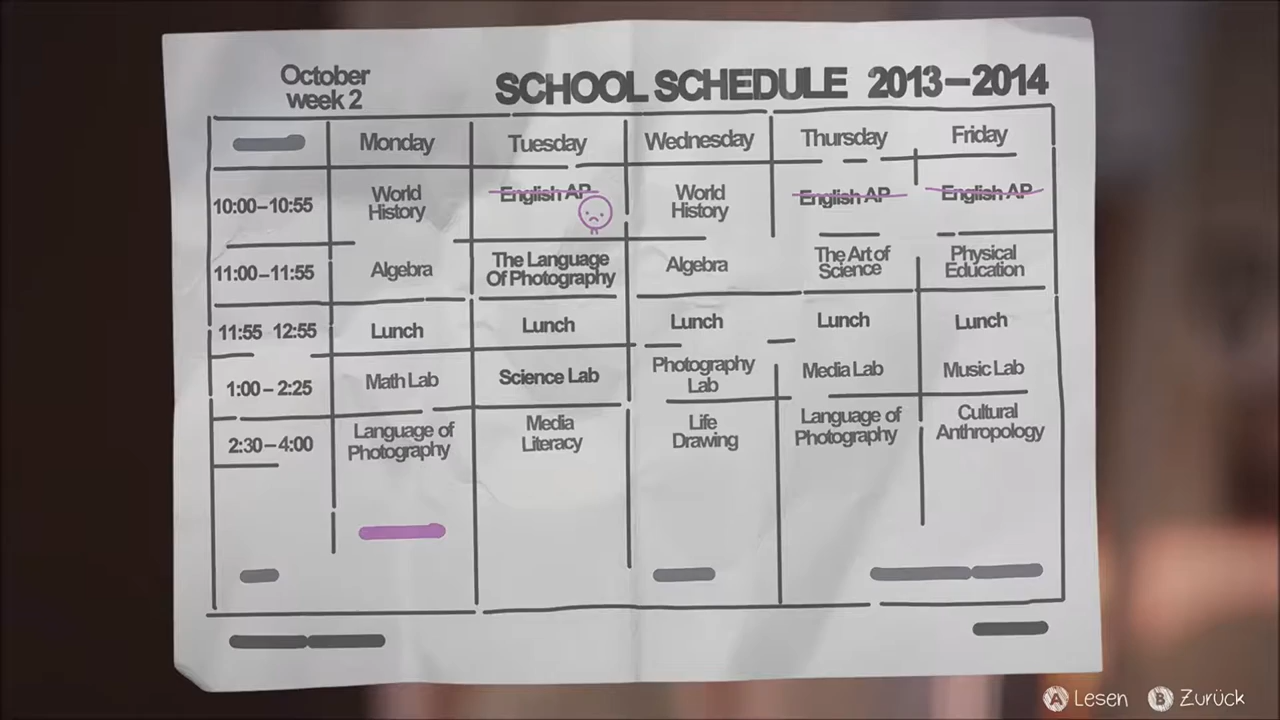 October
week 2
SCHOOL SCHEDULE 2013-2014
Monday Tuesday Wednesday Thursday Friday
10:00-10:55 World History English AP World History English AP English AP
11:00-11:55 Algebra The Language Of Photography Algebra The Art of Science Physical Education
11:55 12:55 Lunch Lunch Lunch Lunch Lunch
1:00-2:25 Math Lab Science Lab Photography Lab Media Lab Music Lab
2:30-4:00 Language of Photography Media Literacy Life Drawing Language of Photography Cultural Anthropology
A Lesen B Zurück